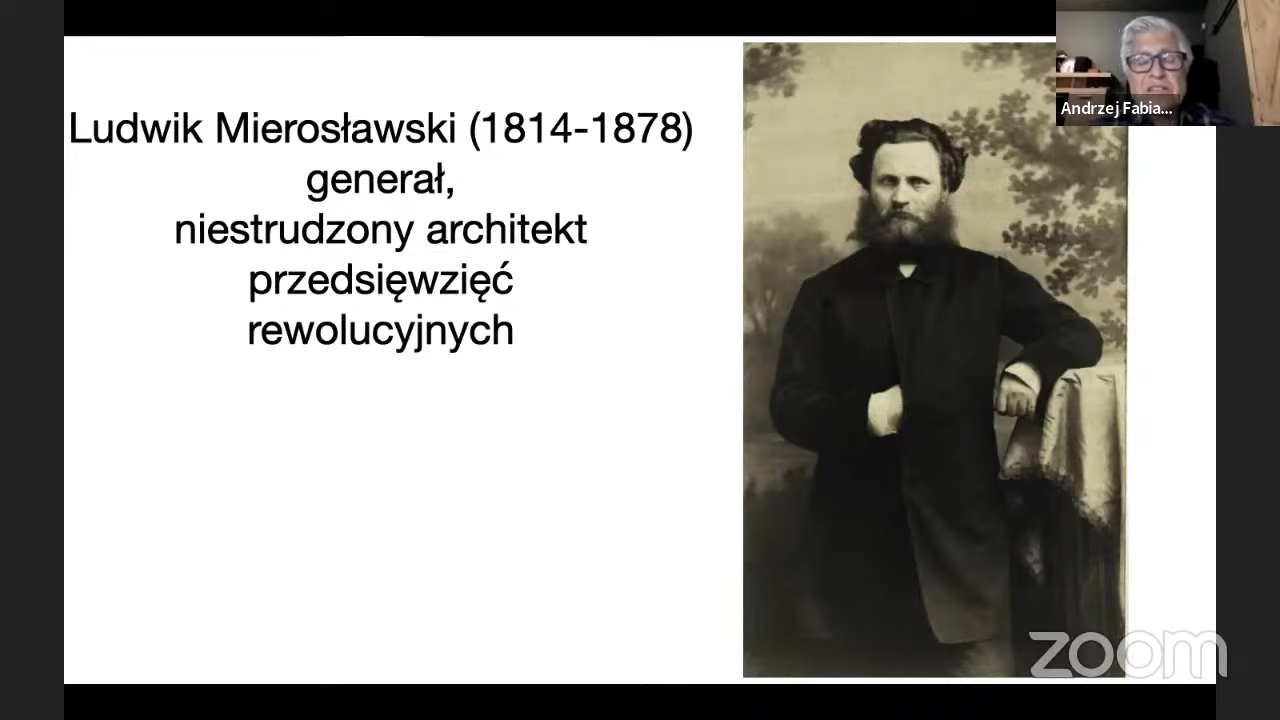 Ludwik Mierosławski (1814-1878)
generał,
niestrudzony architekt
przedsięwzięć
rewolucyjnych
Andrzej Fabia...
zoom